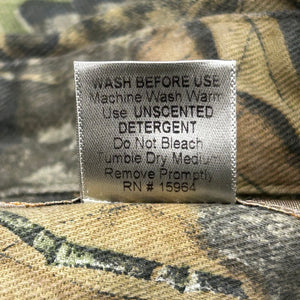 WASH BEFORE USE
Machine Wash Warm
Use UNSCENTED
DETERGENT
Do Not Bleach
Tumble Dry Medium
Remove Promptly
RN # 15964